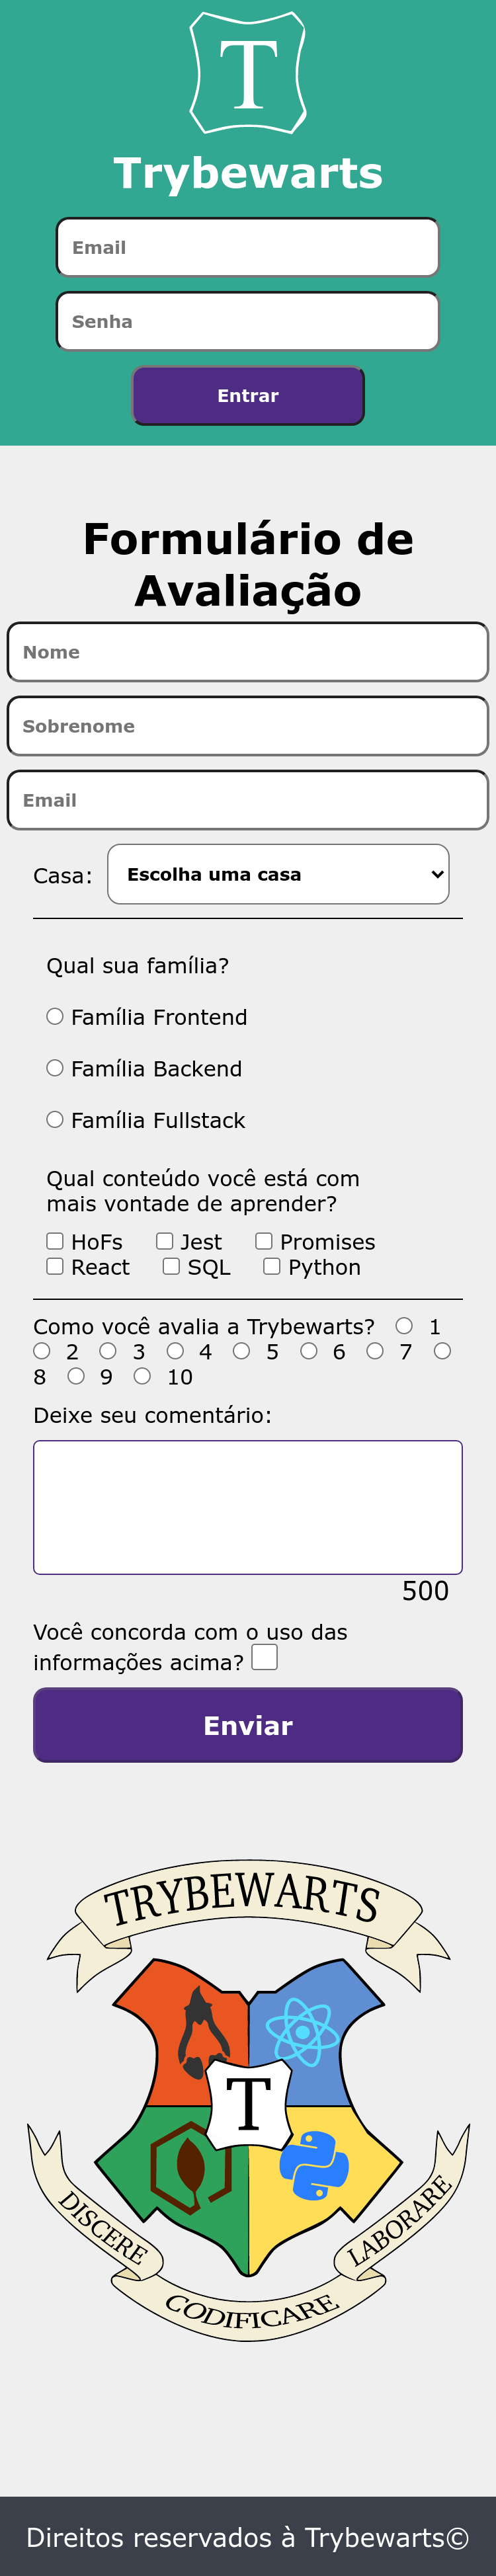 T
Trybewarts
Email
Senha
Entrar
Formulário de
Avaliação
Nome
Sobrenome
Email
Casa: Escolha uma casa
Qual sua família?
Família Frontend
Família Backend
Família Fullstack
Qual conteúdo você está com
mais vontade de aprender?
HoFs Jest Promises
React SQL Python
Como você avalia a Trybewarts? 1
2 3 4 5 6 7
8 9 10
Deixe seu comentário:
500
Você concorda com o uso das
informações acima?
Enviar
TRYBEWARTS
T
DISCERE
LABORARE
CODIFICARE
Direitos reservados à Trybewarts©